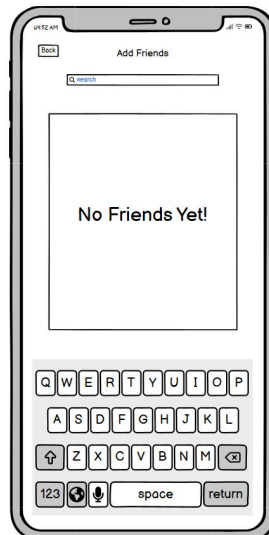 09:52 AM
Back
Add Friends
search
No Friends Yet!
Q W E R T Y U I O P
A S D F G H J K L
Z X C V B N M
123 space return